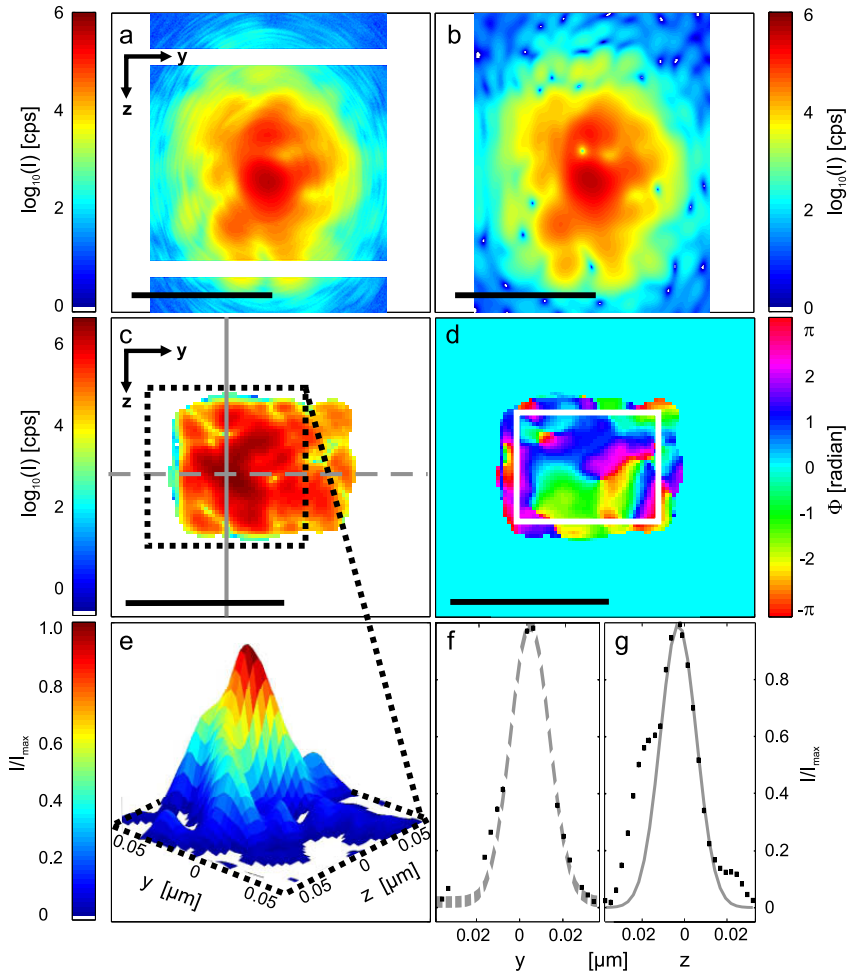 a
b
y
z
6
4
2
0
log10(I) [cps]
6
4
2
0
log10(I) [cps]
c
d
y
z
6
4
2
0
log10(I) [cps]
π
2
1
0
-1
-2
-π
Φ [radian]
e
f
g
1.0
0.8
0.6
0.4
0.2
0
I/Imax
0.05
0
0.05
y [μm]
0.05
0
0.05
z [μm]
0.8
0.6
0.4
0.2
0
I/Imax
0.02 0 0.02
0.02 0 0.02
y [μm] z